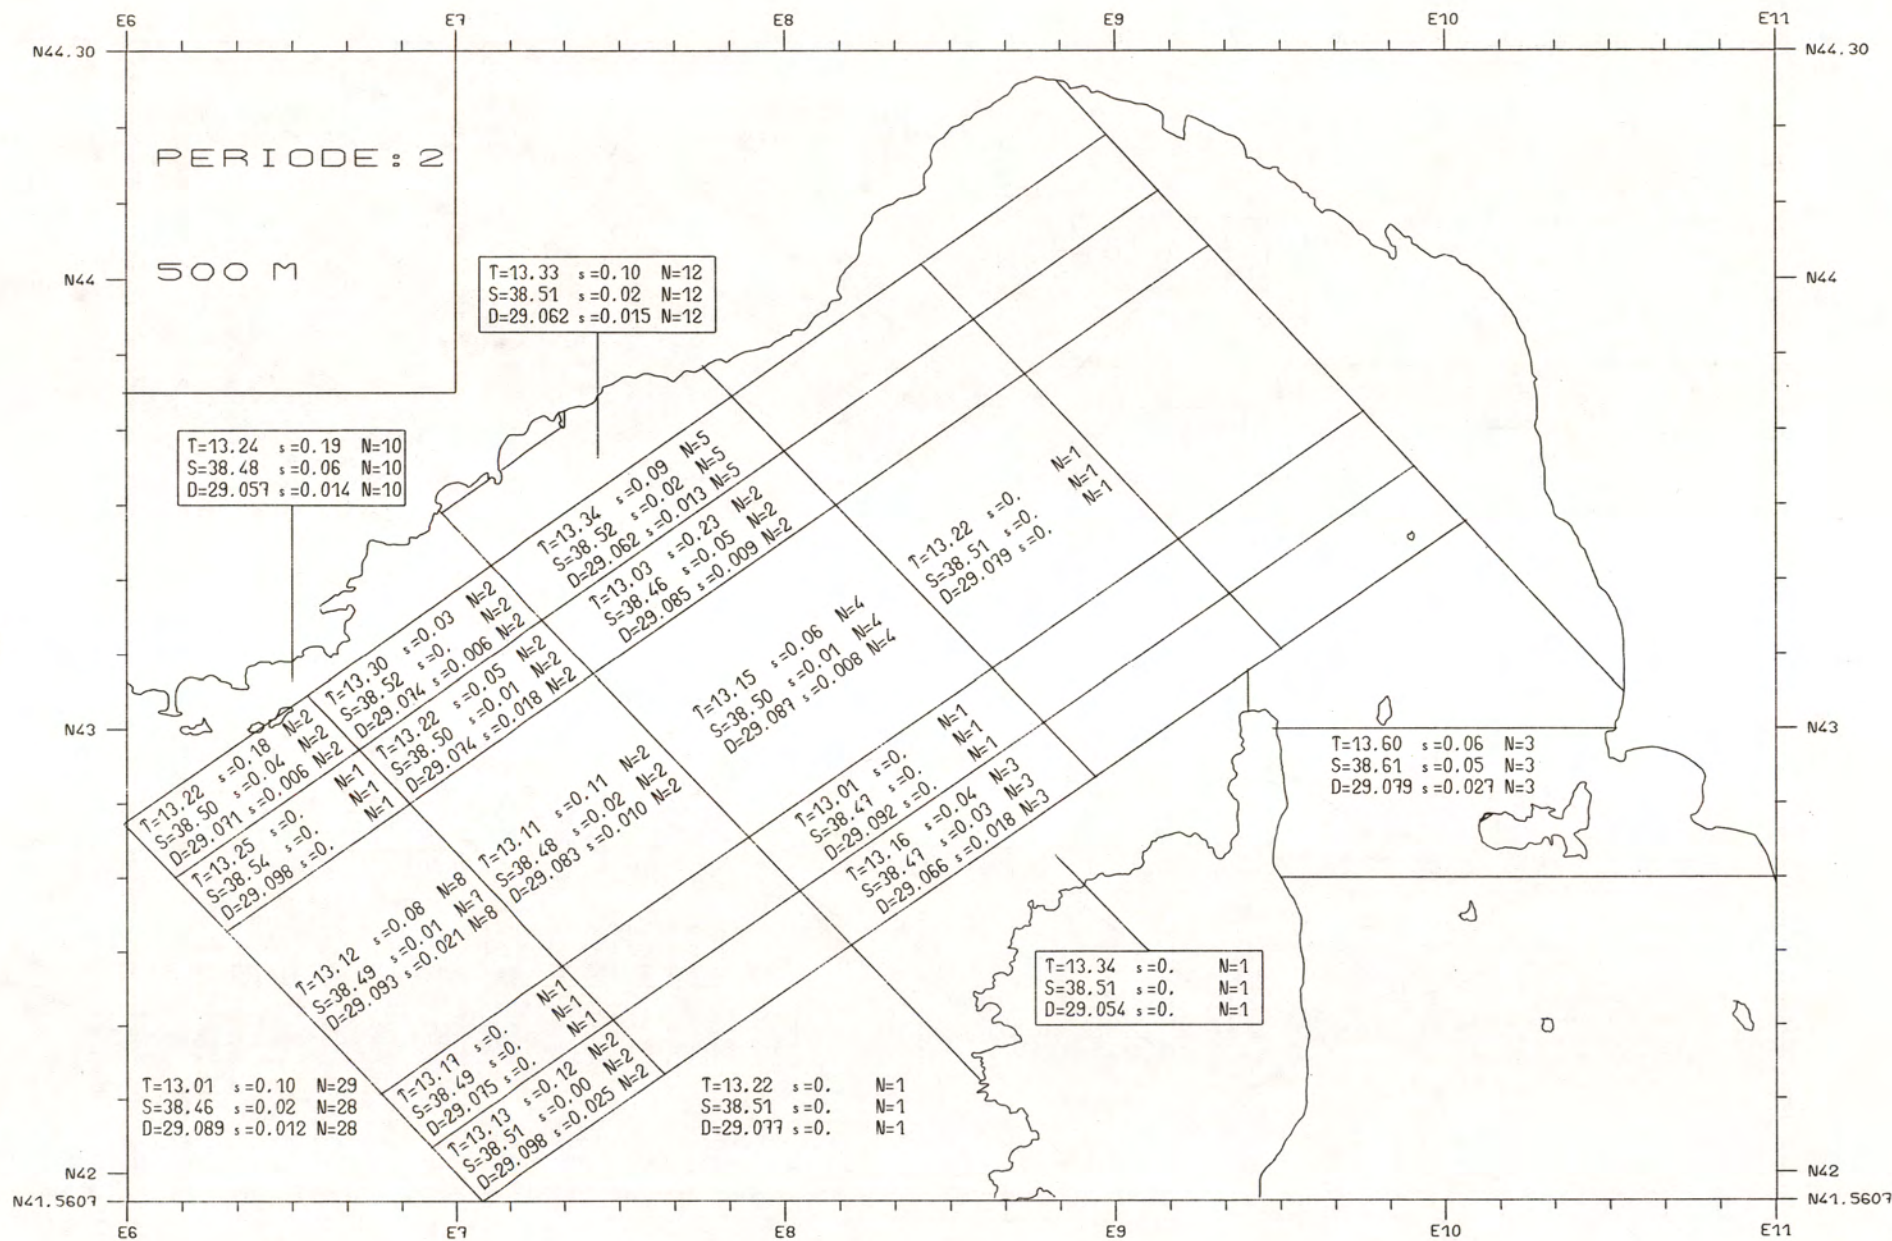 E6 E7 E8 E9 E10 E11
N44.30 N44.30
PERIODE: 2
500 M
N44 N44
T=13.33 s=0.10 N=12
S=38.51 s=0.02 N=12
D=29.062 s=0.015 N=12
T=13.24 s=0.19 N=10
S=38.48 s=0.06 N=10
D=29.057 s=0.014 N=10
T=13.34 s=0.09 N=5
S=38.52 s=0.02 N=5
D=29.062 s=0.013 N=5
T=13.03 s=0.23 N=2
S=38.46 s=0.05 N=2
D=29.085 s=0.009 N=2
T=13.22 s=0. N=1
S=38.51 s=0. N=1
D=29.079 s=0. N=1
T=13.30 s=0.03 N=2
S=38.52 s=0. N=2
D=29.074 s=0.006 N=2
T=13.22 s=0.05 N=2
S=38.50 s=0.01 N=2
D=29.074 s=0.018 N=2
T=13.15 s=0.06 N=4
S=38.50 s=0.01 N=4
D=29.087 s=0.008 N=4
N43 N43
T=13.22 s=0.18 N=2
S=38.50 s=0.04 N=2
D=29.071 s=0.006 N=2
T=13.25 s=0. N=1
S=38.54 s=0. N=1
D=29.098 s=0. N=1
T=13.11 s=0.11 N=2
S=38.48 s=0.02 N=2
D=29.083 s=0.010 N=2
T=13.01 s=0. N=1
S=38.47 s=0. N=1
D=29.092 s=0. N=1
T=13.16 s=0.04 N=3
S=38.47 s=0.03 N=3
D=29.066 s=0.018 N=3
T=13.60 s=0.06 N=3
S=38.61 s=0.05 N=3
D=29.079 s=0.027 N=3
T=13.12 s=0.08 N=8
S=38.49 s=0.01 N=7
D=29.093 s=0.021 N=8
T=13.34 s=0. N=1
S=38.51 s=0. N=1
D=29.054 s=0. N=1
T=13.17 s=0. N=1
S=38.49 s=0. N=1
D=29.075 s=0. N=1
T=13.13 s=0.12 N=2
S=38.51 s=0.00 N=2
D=29.098 s=0.025 N=2
T=13.01 s=0.10 N=29
S=38.46 s=0.02 N=28
D=29.089 s=0.012 N=28
T=13.22 s=0. N=1
S=38.51 s=0. N=1
D=29.077 s=0. N=1
N42 N42
N41.5607 N41.5607
E6 E7 E8 E9 E10 E11